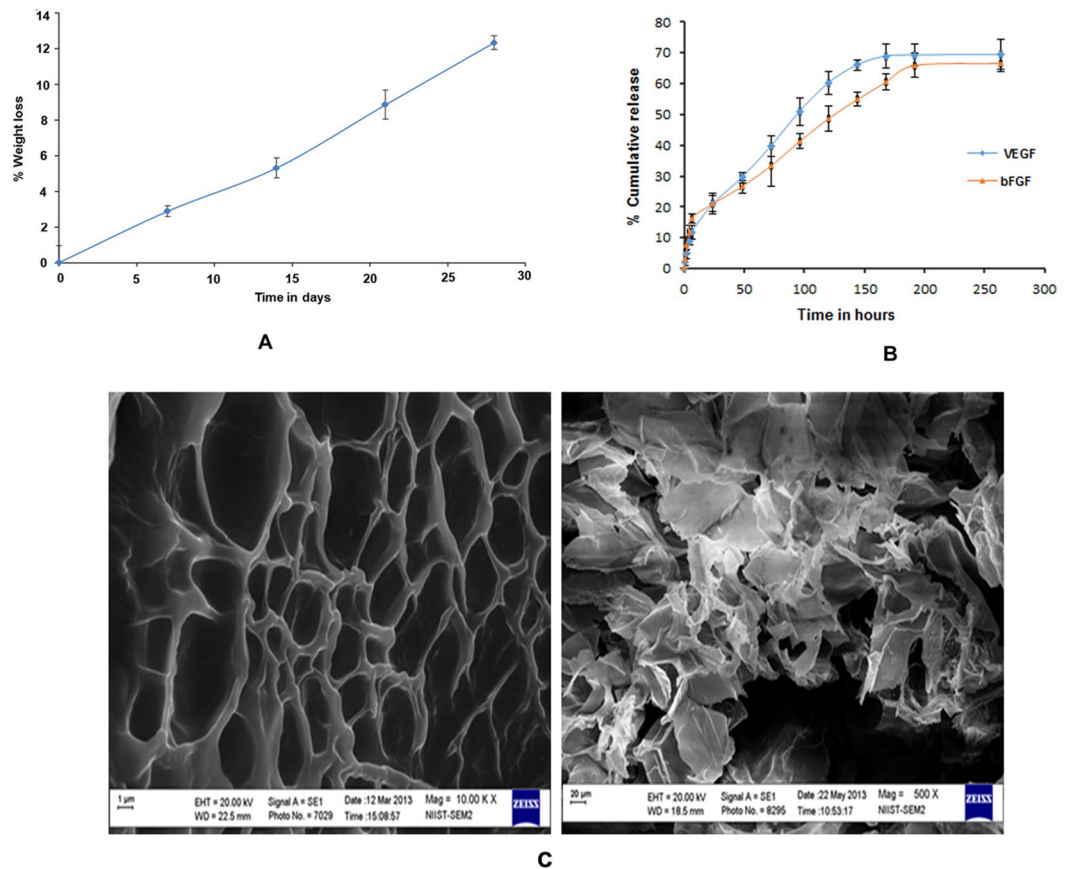 14
12
10
8
6
4
2
0
% Weight loss
0 5 10 15 20 25 30
Time in days
A
80
70
60
50
40
30
20
10
0
% Cumulative release
VEGF
bFGF
0 50 100 150 200 250 300
Time in hours
B
1 µm
EHT = 20.00 kV Signal A = SE1 Date :12 Mar 2013 Mag = 10.00 K X
WD = 22.5 mm Photo No. = 7029 Time :15:08:57 NIIST-SEM2
ZEISS
20 µm
EHT = 20.00 kV Signal A = SE1 Date :22 May 2013 Mag = 500 X
WD = 18.5 mm Photo No. = 8295 Time :10:53:17 NIIST-SEM2
ZEISS
C